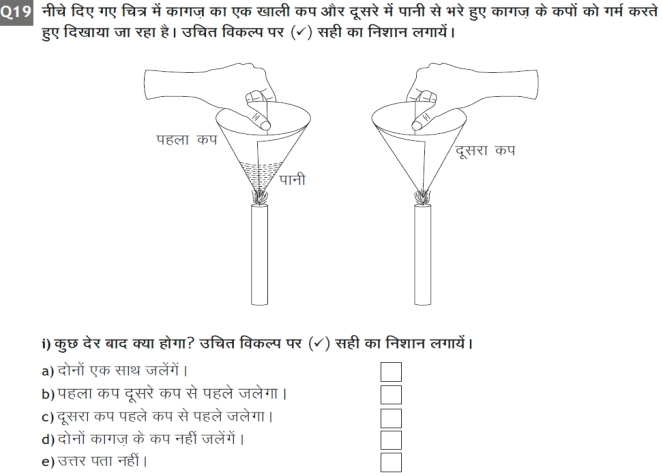 Q19 नीचे दिए गए चित्र में कागज़ का एक खाली कप और दूसरे में पानी से भरे हुए कागज़ के कपों को गर्म करते
हुए दिखाया जा रहा है। उचित विकल्प पर (✓) सही का निशान लगायें।
पहला कप
दूसरा कप
पानी
i) कुछ देर बाद क्या होगा? उचित विकल्प पर (✓) सही का निशान लगायें।
a) दोनों एक साथ जलेंगें।
b) पहला कप दूसरे कप से पहले जलेगा।
c) दूसरा कप पहले कप से पहले जलेगा।
d) दोनों कागज़ के कप नहीं जलेंगें।
e) उत्तर पता नहीं।